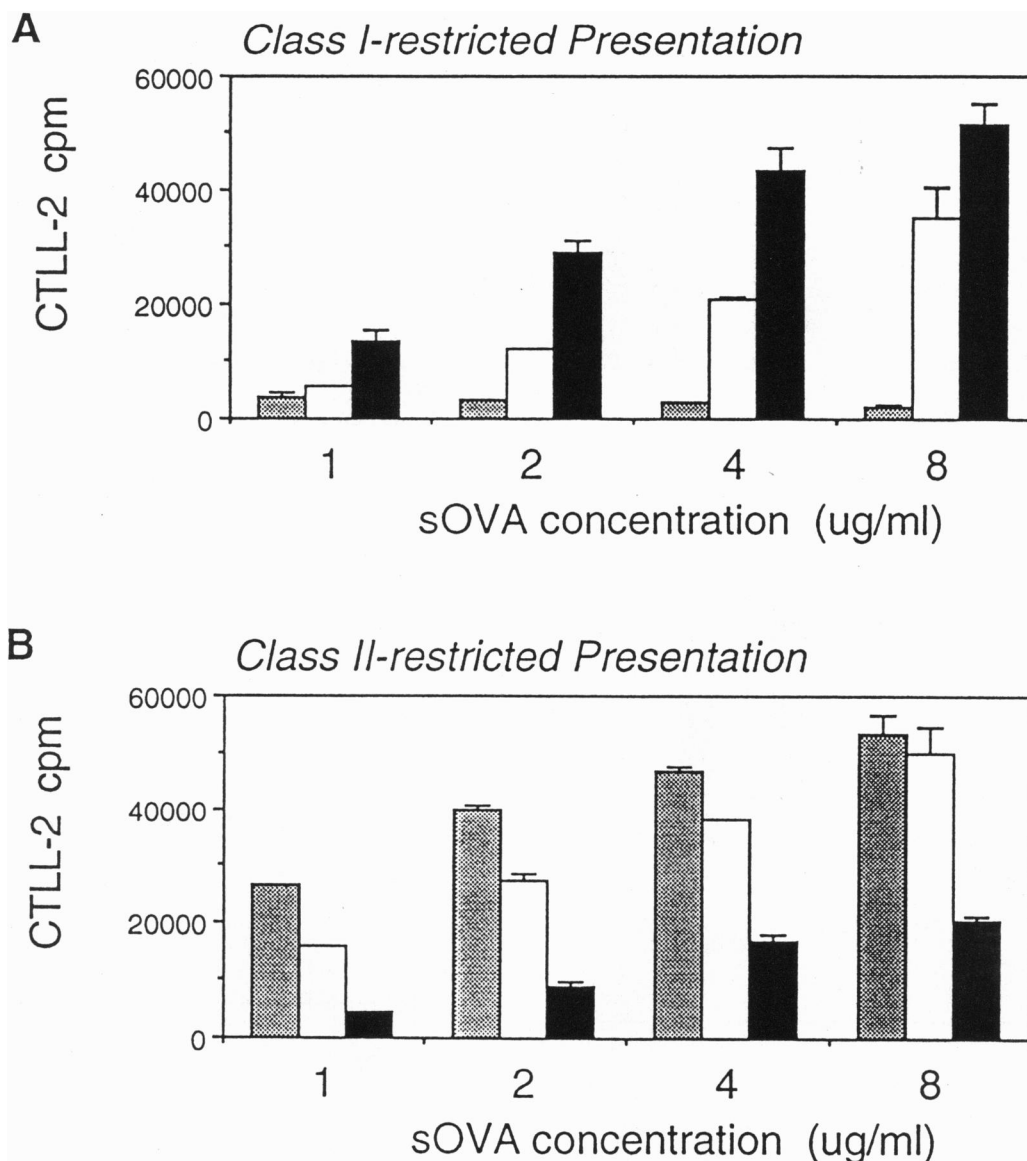 A
Class I-restricted Presentation
60000
40000
20000
0
CTLL-2 cpm
1 2 4 8
sOVA concentration (ug/ml)
B
Class II-restricted Presentation
60000
40000
20000
0
CTLL-2 cpm
1 2 4 8
sOVA concentration (ug/ml)